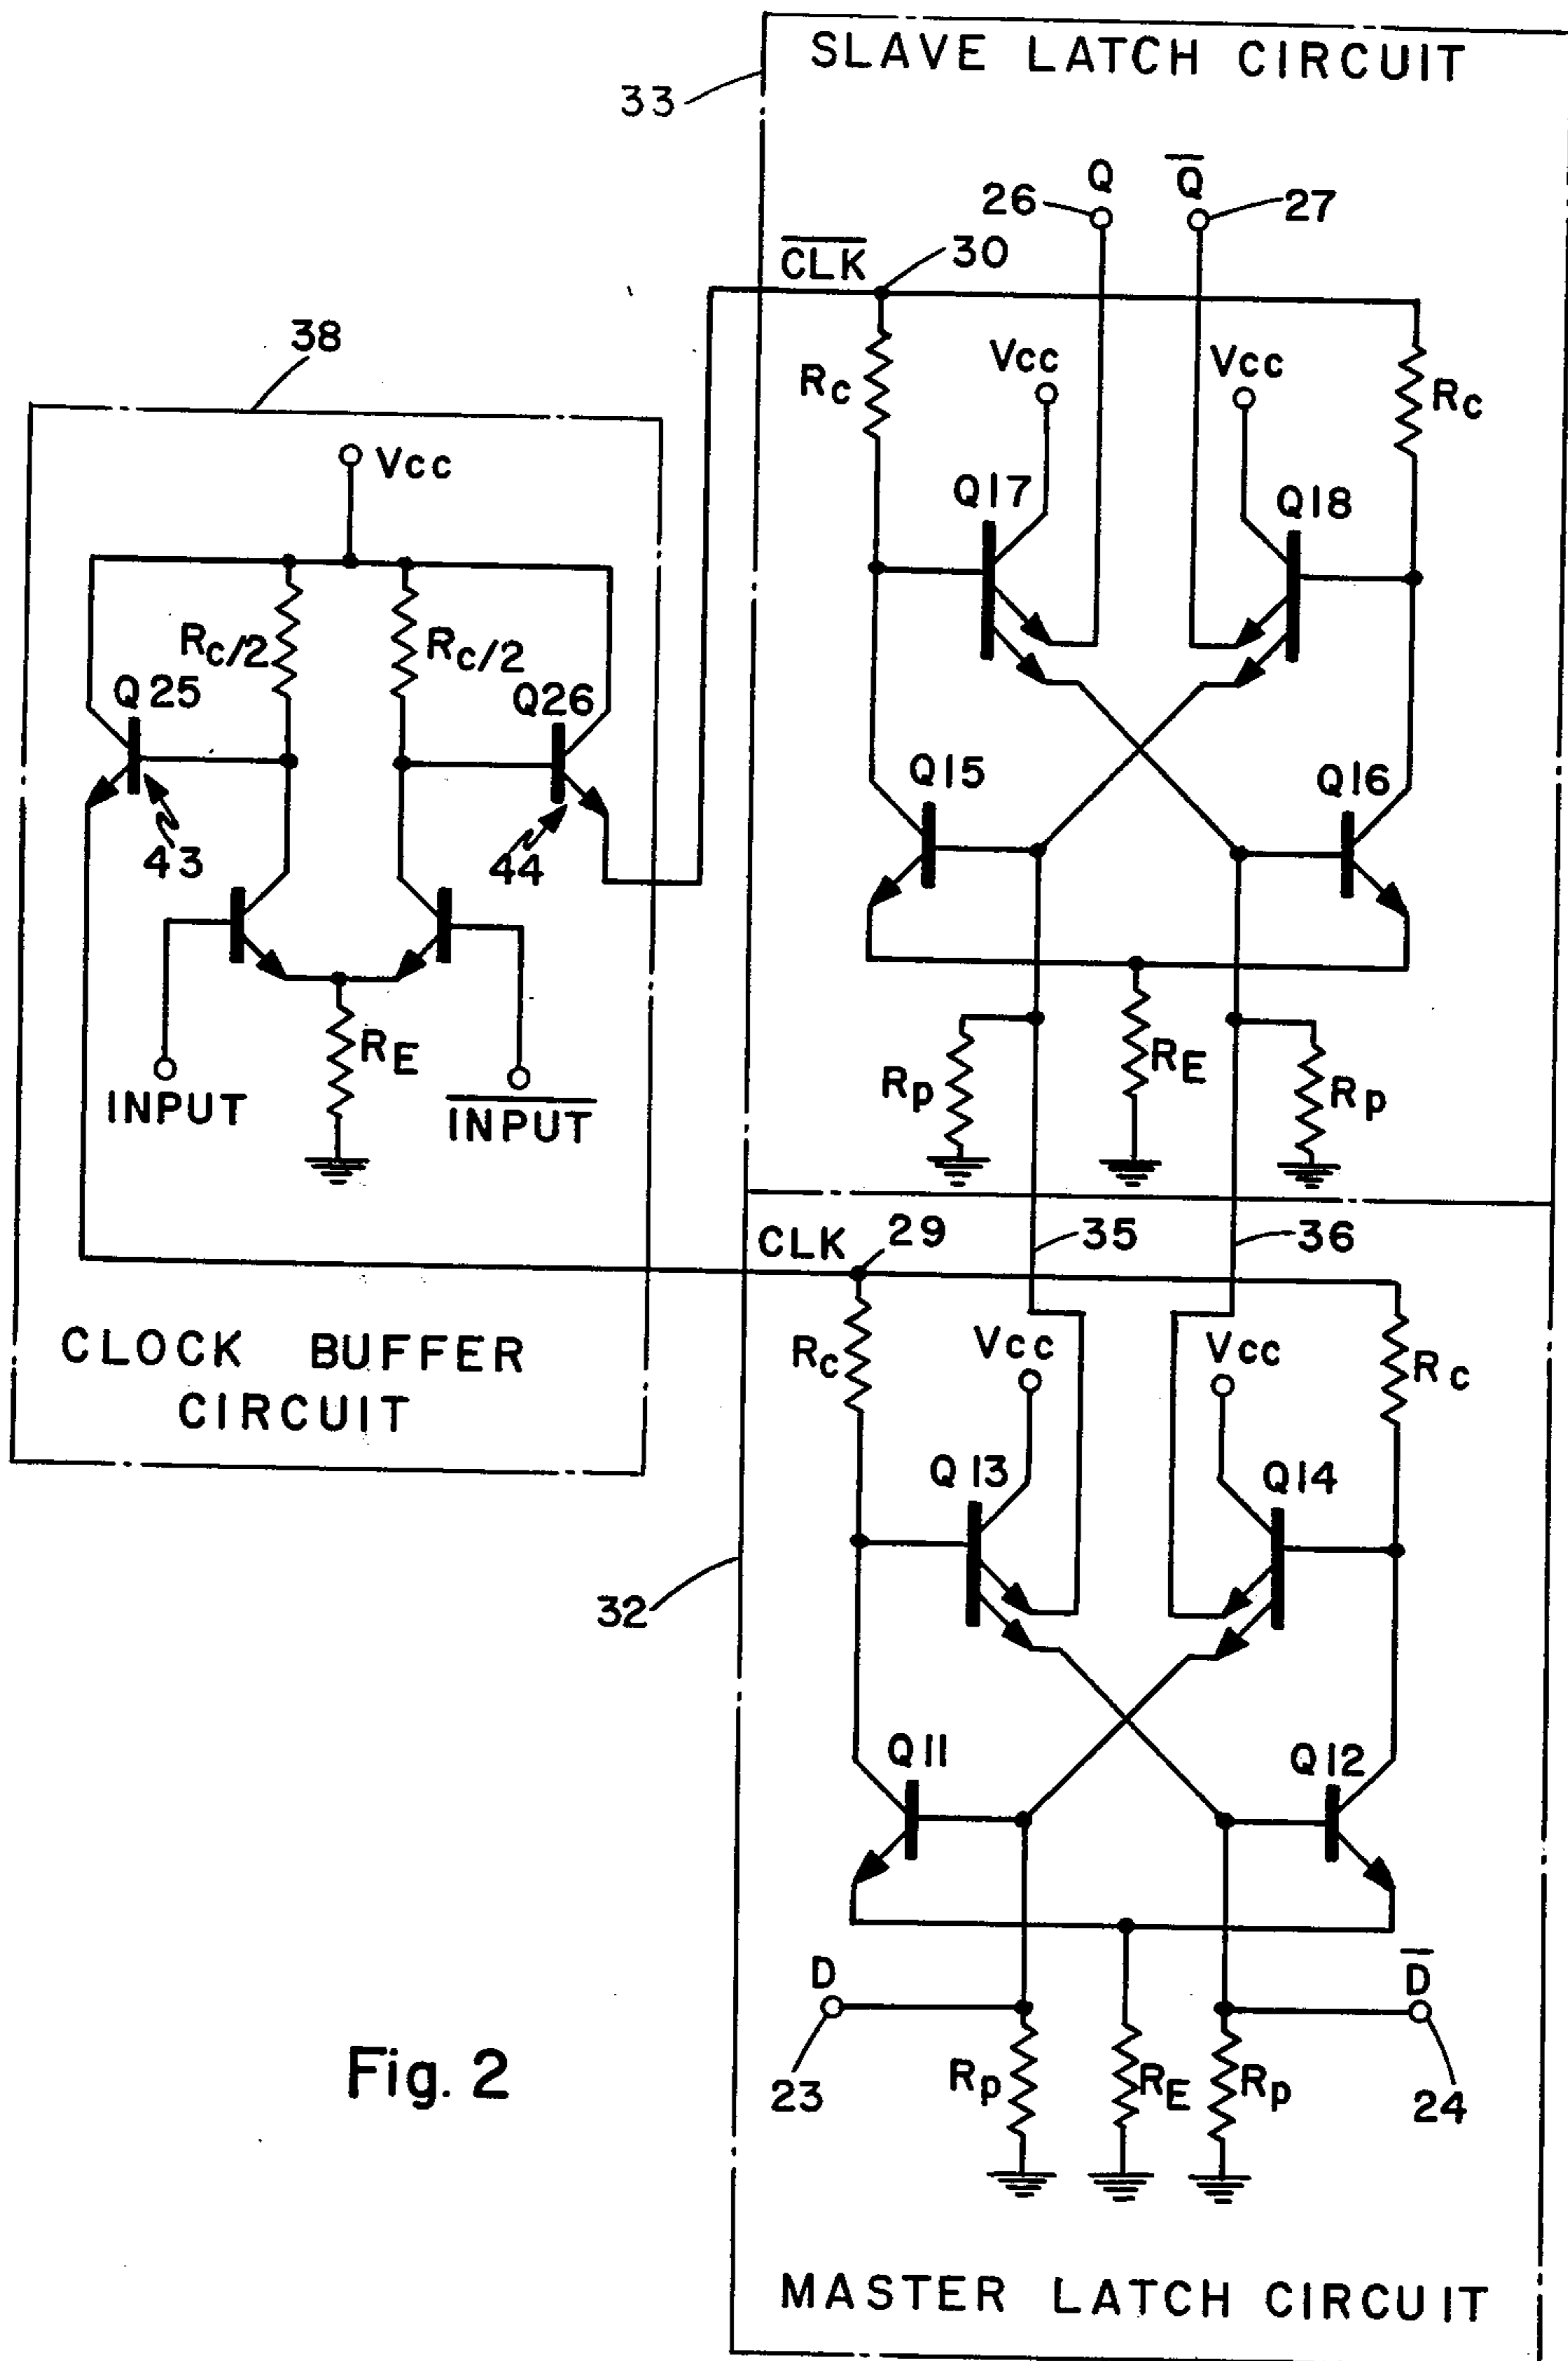 SLAVE LATCH CIRCUIT
33
26
Q
Q̅
27
C̅L̅K̅
30
Rc
Vcc
Vcc
Rc
Q17
Q18
Q15
Q16
Rp
RE
Rp
38
Vcc
Rc/2
Rc/2
Q25
Q26
43
44
INPUT
RE
I̅N̅P̅U̅T̅
CLOCK BUFFER
CIRCUIT
CLK
29
35
36
Rc
Vcc
Vcc
Rc
Q13
Q14
32
Q11
Q12
D
D̅
23
Rp
RE
Rp
24
MASTER LATCH CIRCUIT
Fig. 2